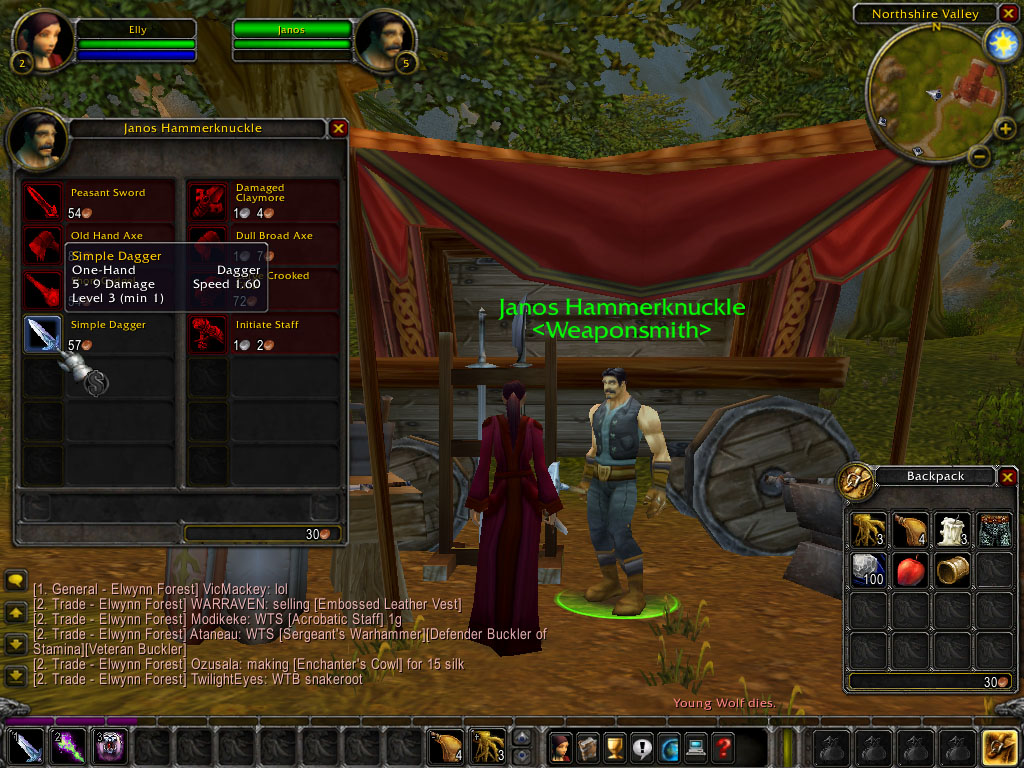 Elly
2
Janos
5
Northshire Valley
N
Janos Hammerknuckle
Peasant Sword
54
Damaged
Claymore
1 4
Old Hand Axe
Dull Broad Axe
1 7
Simple Dagger
One-Hand Dagger
5 - 9 Damage Speed 1.60
Level 3 (min 1)
Crooked
72
Simple Dagger
57
Initiate Staff
1 2
30
Janos Hammerknuckle
<Weaponsmith>
Backpack
3
4
3
100
30
[1. General - Elwynn Forest] VicMackey: lol
[2. Trade - Elwynn Forest] WARRAVEN: selling [Embossed Leather Vest]
[2. Trade - Elwynn Forest] Modikeke: WTS [Acrobatic Staff] 1g
[2. Trade - Elwynn Forest] Ataneau: WTS [Sergeant's Warhammer][Defender Buckler of
Stamina][Veteran Buckler]
[2. Trade - Elwynn Forest] Ozusala: making [Enchanter's Cowl] for 15 silk
[2. Trade - Elwynn Forest] TwilightEyes: WTB snakeroot
Young Wolf dies.
1
2
3
4
3